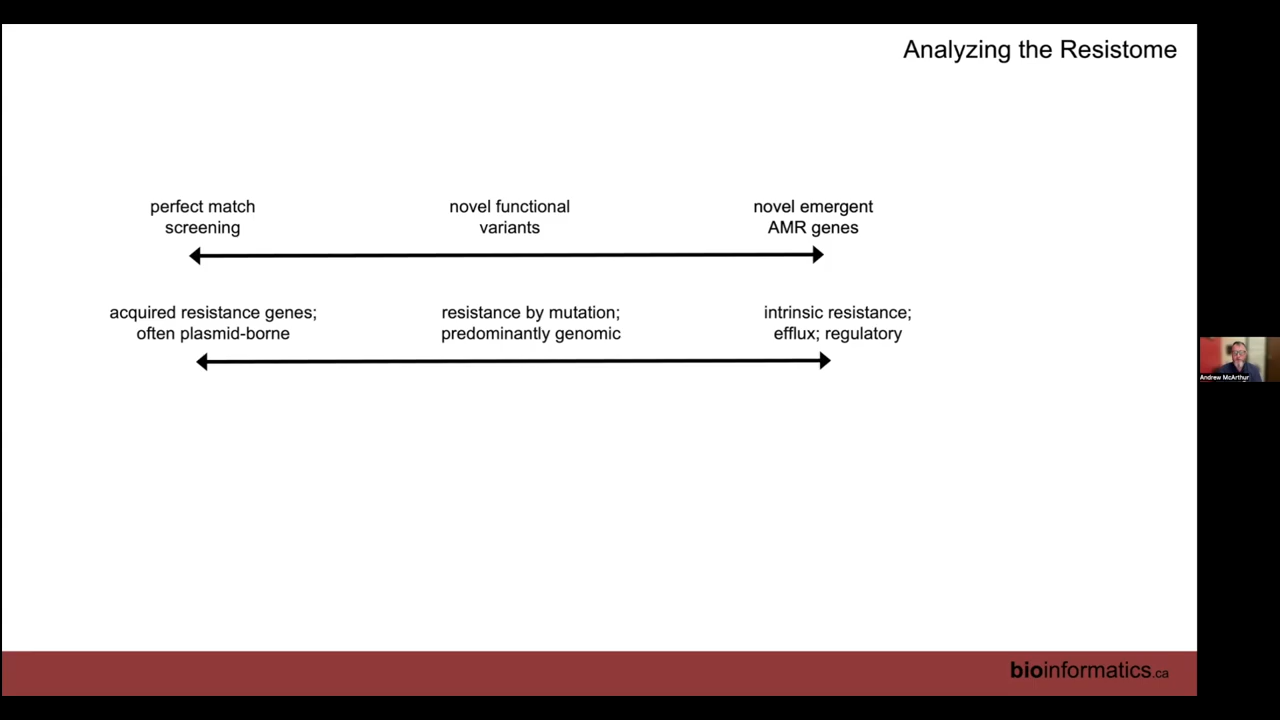 Analyzing the Resistome
perfect match
screening
novel functional
variants
novel emergent
AMR genes
acquired resistance genes;
often plasmid-borne
resistance by mutation;
predominantly genomic
intrinsic resistance;
efflux; regulatory
Andrew McArthur
bioinformatics.ca